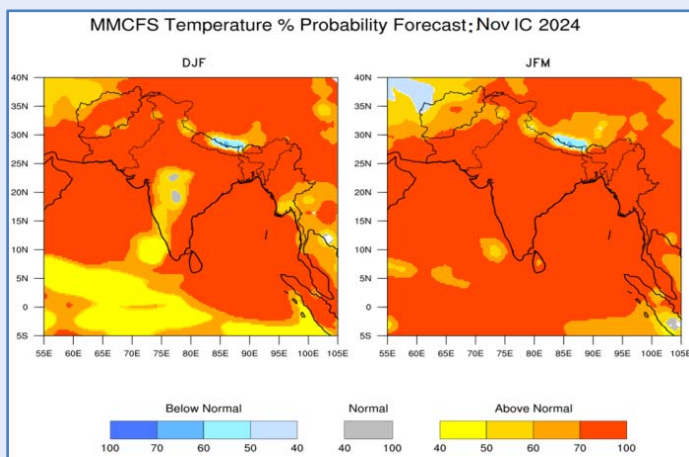 MMCFS Temperature % Probability Forecast: Nov IC 2024
DJF
JFM
40N
35N
30N
25N
20N
15N
10N
5N
0
5S
55E 60E 65E 70E 75E 80E 85E 90E 95E 100E 105E
40N
35N
30N
25N
20N
15N
10N
5N
0
5S
55E 60E 65E 70E 75E 80E 85E 90E 95E 100E 105E
Below Normal
Normal
Above Normal
100 70 60 50 40
40 100
40 50 60 70 100